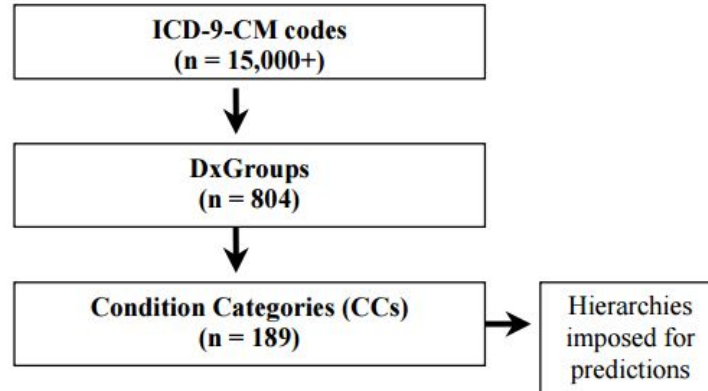 ICD-9-CM codes
(n = 15,000+)
DxGroups
(n = 804)
Condition Categories (CCs)
(n = 189)
Hierarchies
imposed for
predictions